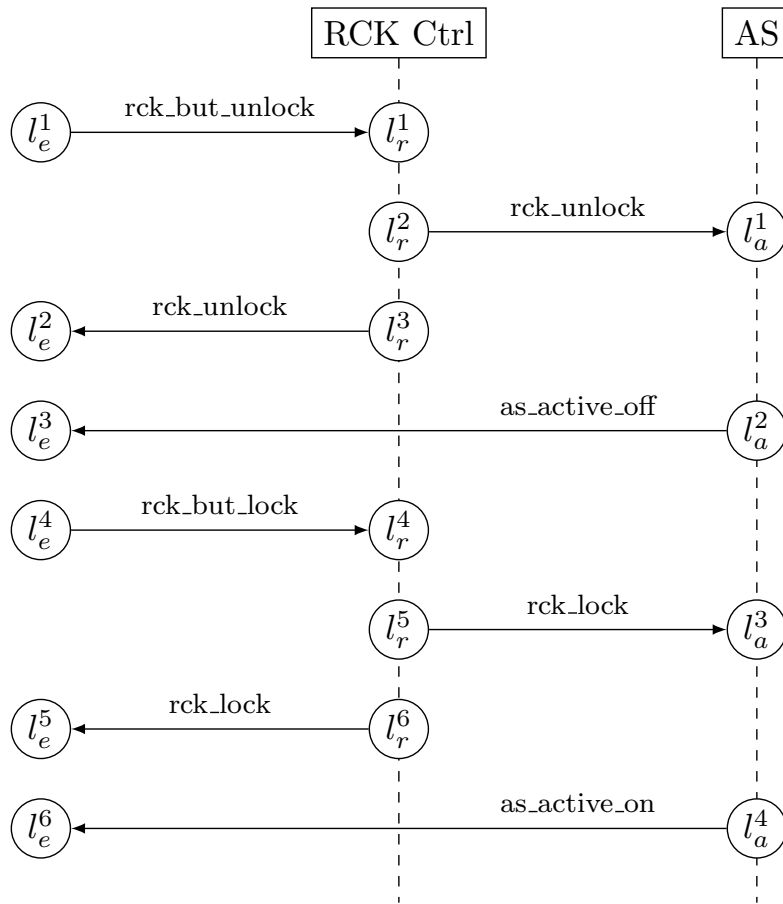 RCK Ctrl AS
rck_but_unlock
l_e^1 l_r^1
rck_unlock
l_r^2 l_a^1
rck_unlock
l_e^2 l_r^3
as_active_off
l_e^3 l_a^2
rck_but_lock
l_e^4 l_r^4
rck_lock
l_r^5 l_a^3
rck_lock
l_e^5 l_r^6
as_active_on
l_e^6 l_a^4